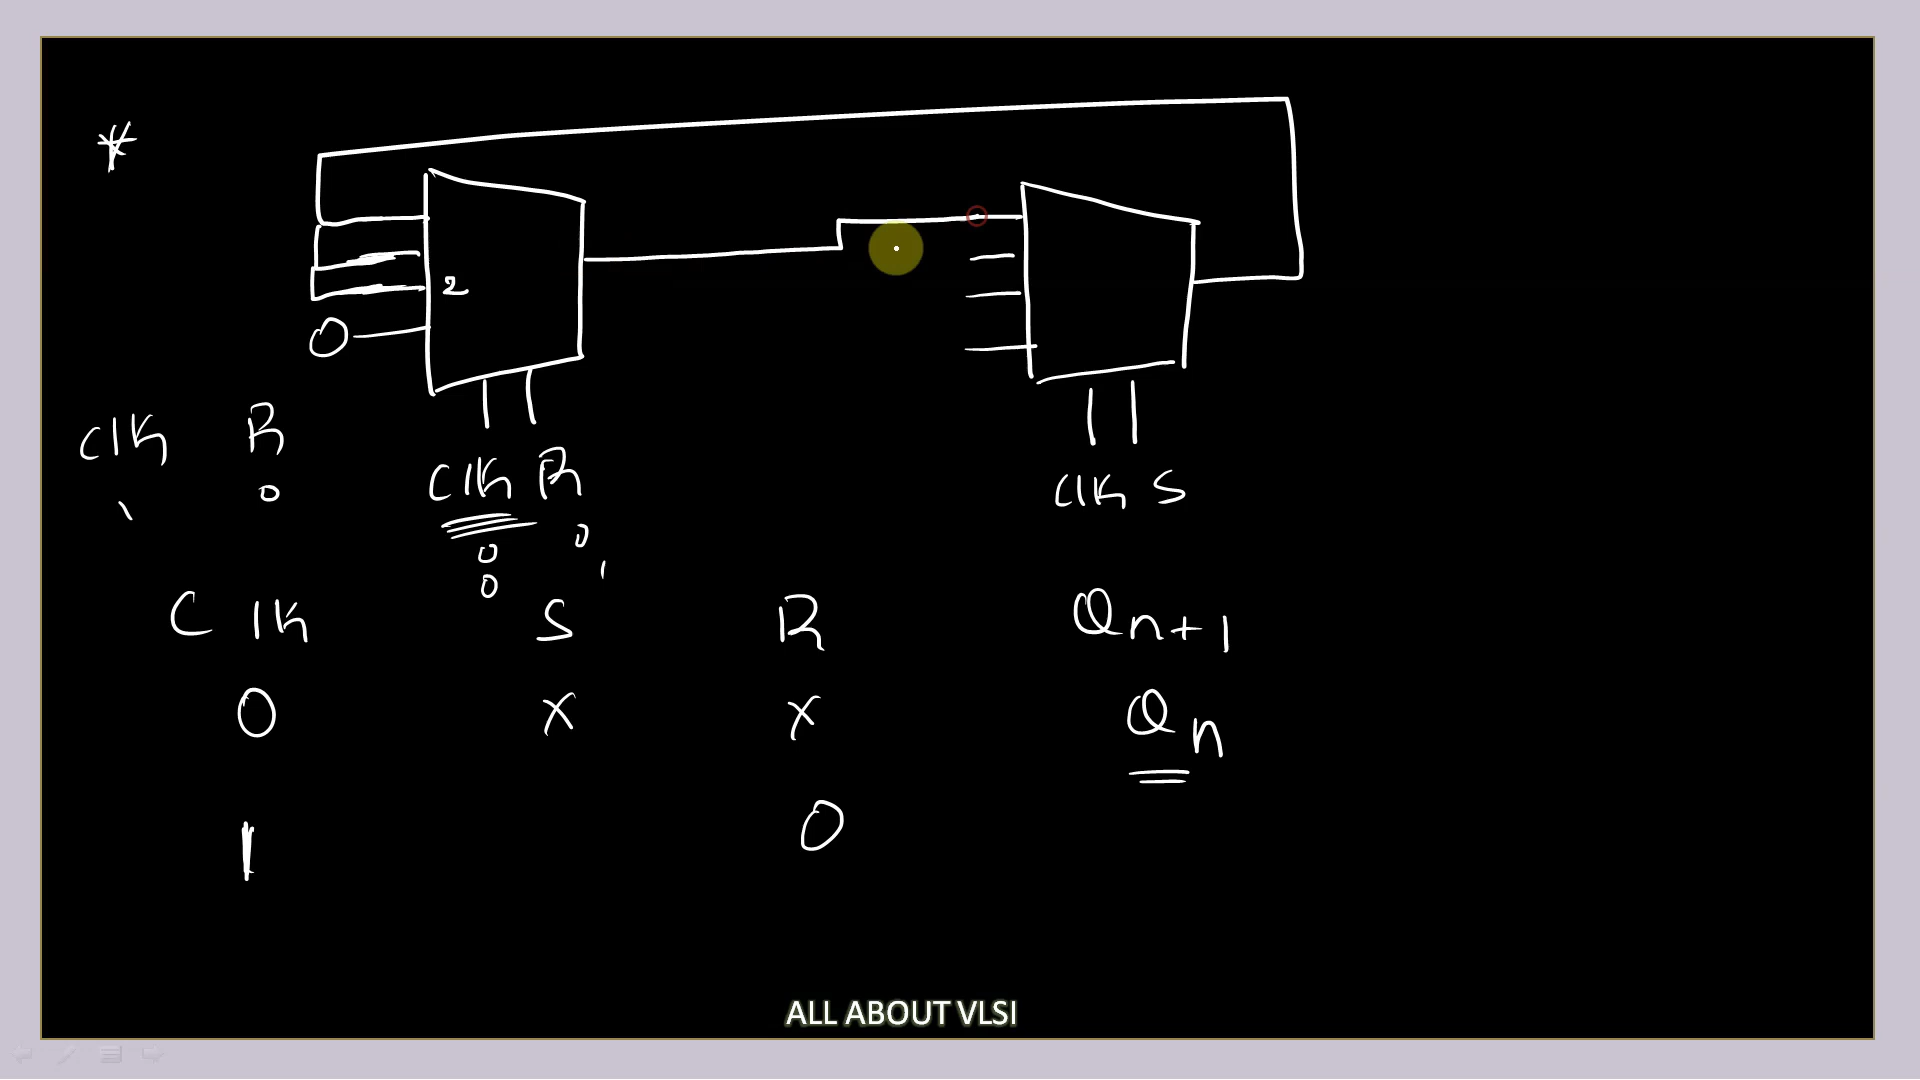 *
2
0
Clk R
1 0
Clk R
0 0
0 1
Clk S
Clk S R Qn+1
0 X X Qn
1 0
ALL ABOUT VLSI